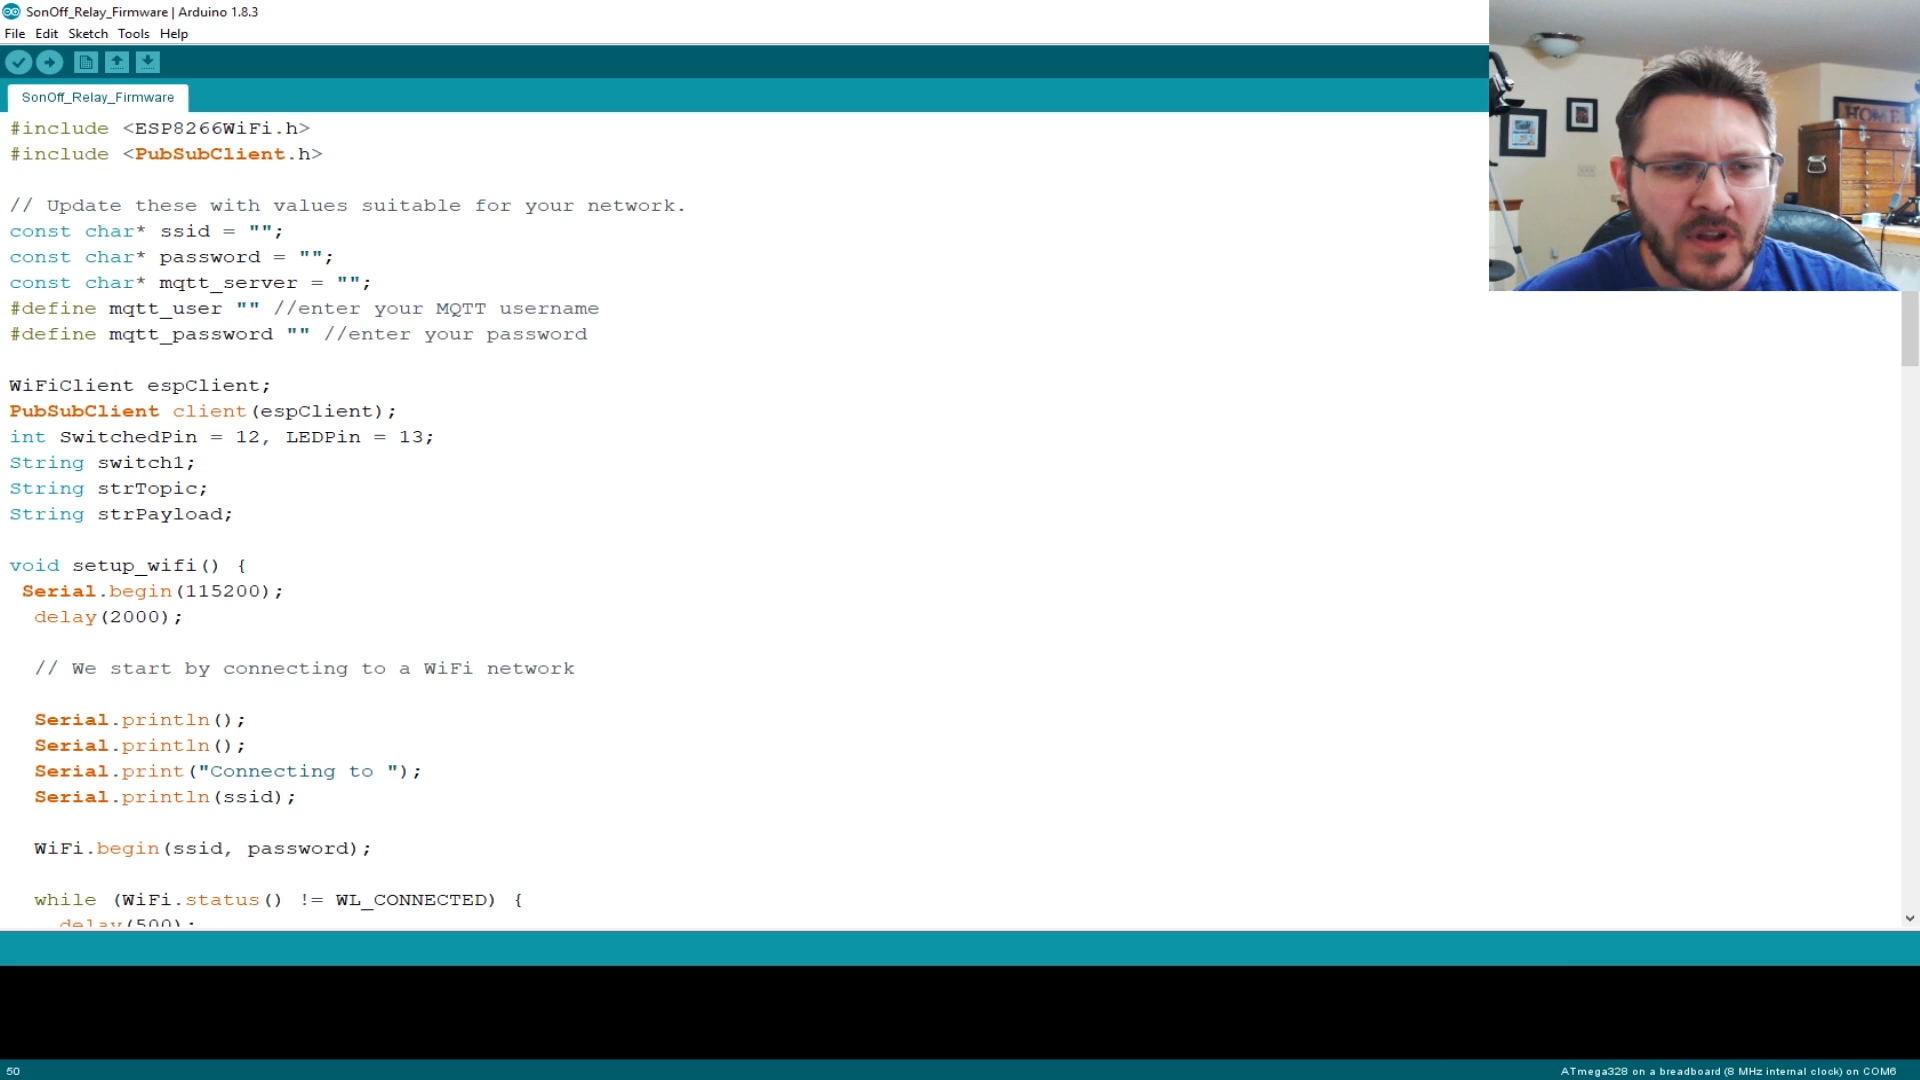 SonOff_Relay_Firmware | Arduino 1.8.3
File Edit Sketch Tools Help
SonOff_Relay_Firmware
#include <ESP8266WiFi.h>
#include <PubSubClient.h>
// Update these with values suitable for your network.
const char* ssid = "";
const char* password = "";
const char* mqtt_server = "";
#define mqtt_user "" //enter your MQTT username
#define mqtt_password "" //enter your password
WiFiClient espClient;
PubSubClient client(espClient);
int SwitchedPin = 12, LEDPin = 13;
String switch1;
String strTopic;
String strPayload;
void setup_wifi() {
Serial.begin(115200);
delay(2000);
// We start by connecting to a WiFi network
Serial.println();
Serial.println();
Serial.print("Connecting to ");
Serial.println(ssid);
WiFi.begin(ssid, password);
while (WiFi.status() != WL_CONNECTED) {
delay(500);
HOME
50
ATmega328 on a breadboard (8 MHz internal clock) on COM6